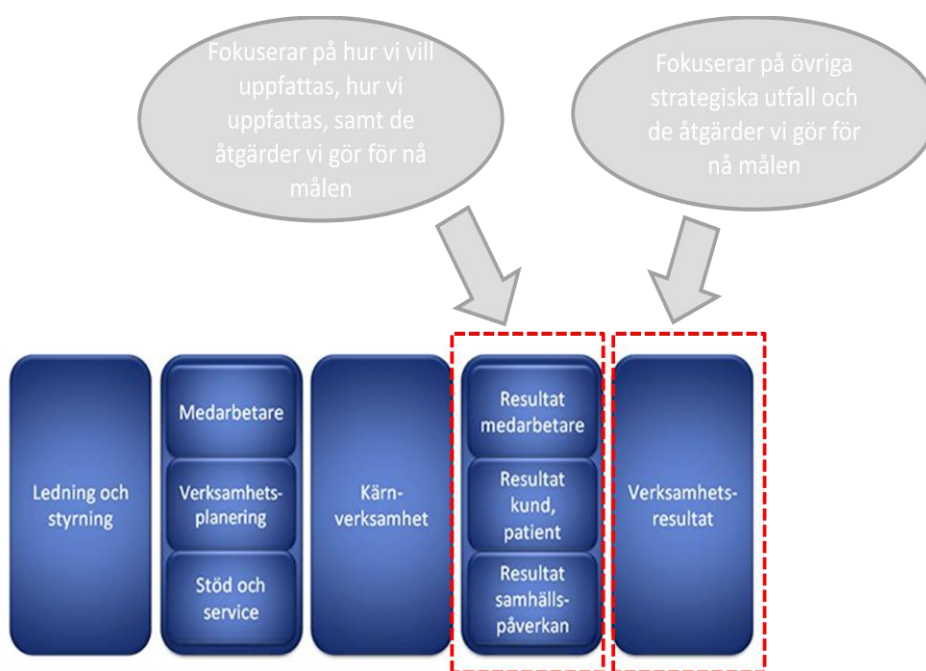 Fokuserar på hur vi vill
uppfattas, hur vi
uppfattas, samt de
åtgärder vi gör för nå
målen
Fokuserar på övriga
strategiska utfall och
de åtgärder vi gör för
nå målen
Ledning och
styrning
Medarbetare
Verksamhets-
planering
Stöd och
service
Kärn-
verksamhet
Resultat
medarbetare
Resultat
kund,
patient
Resultat
samhälls-
påverkan
Verksamhets-
resultat